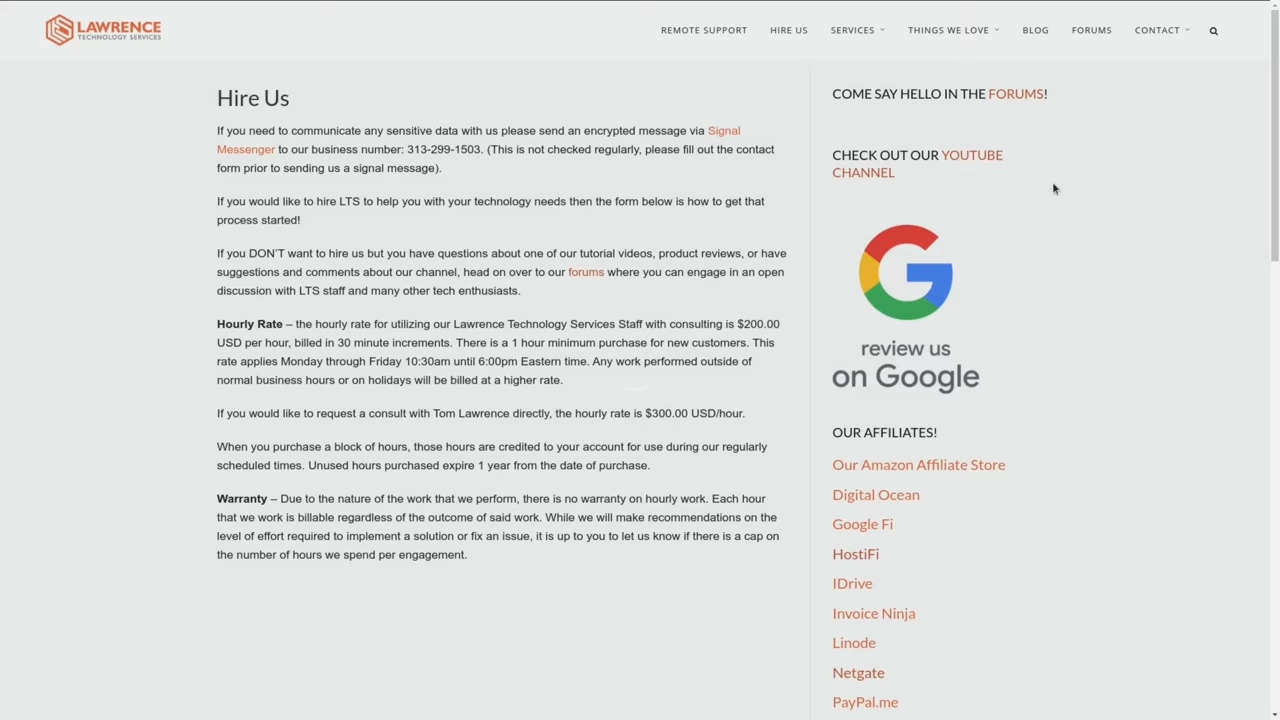 LAWRENCE
TECHNOLOGY SERVICES
REMOTE SUPPORT
HIRE US
SERVICES
THINGS WE LOVE
BLOG
FORUMS
CONTACT
Hire Us
If you need to communicate any sensitive data with us please send an encrypted message via Signal
Messenger to our business number: 313-299-1503. (This is not checked regularly, please fill out the contact
form prior to sending us a signal message).
If you would like to hire LTS to help you with your technology needs then the form below is how to get that
process started!
If you DON'T want to hire us but you have questions about one of our tutorial videos, product reviews, or have
suggestions and comments about our channel, head on over to our forums where you can engage in an open
discussion with LTS staff and many other tech enthusiasts.
Hourly Rate – the hourly rate for utilizing our Lawrence Technology Services Staff with consulting is $200.00
USD per hour, billed in 30 minute increments. There is a 1 hour minimum purchase for new customers. This
rate applies Monday through Friday 10:30am until 6:00pm Eastern time. Any work performed outside of
normal business hours or on holidays will be billed at a higher rate.
If you would like to request a consult with Tom Lawrence directly, the hourly rate is $300.00 USD/hour.
When you purchase a block of hours, those hours are credited to your account for use during our regularly
scheduled times. Unused hours purchased expire 1 year from the date of purchase.
Warranty – Due to the nature of the work that we perform, there is no warranty on hourly work. Each hour
that we work is billable regardless of the outcome of said work. While we will make recommendations on the
level of effort required to implement a solution or fix an issue, it is up to you to let us know if there is a cap on
the number of hours we spend per engagement.
COME SAY HELLO IN THE FORUMS!
CHECK OUT OUR YOUTUBE
CHANNEL
review us
on Google
OUR AFFILIATES!
Our Amazon Affiliate Store
Digital Ocean
Google Fi
HostiFi
IDrive
Invoice Ninja
Linode
Netgate
PayPal.me